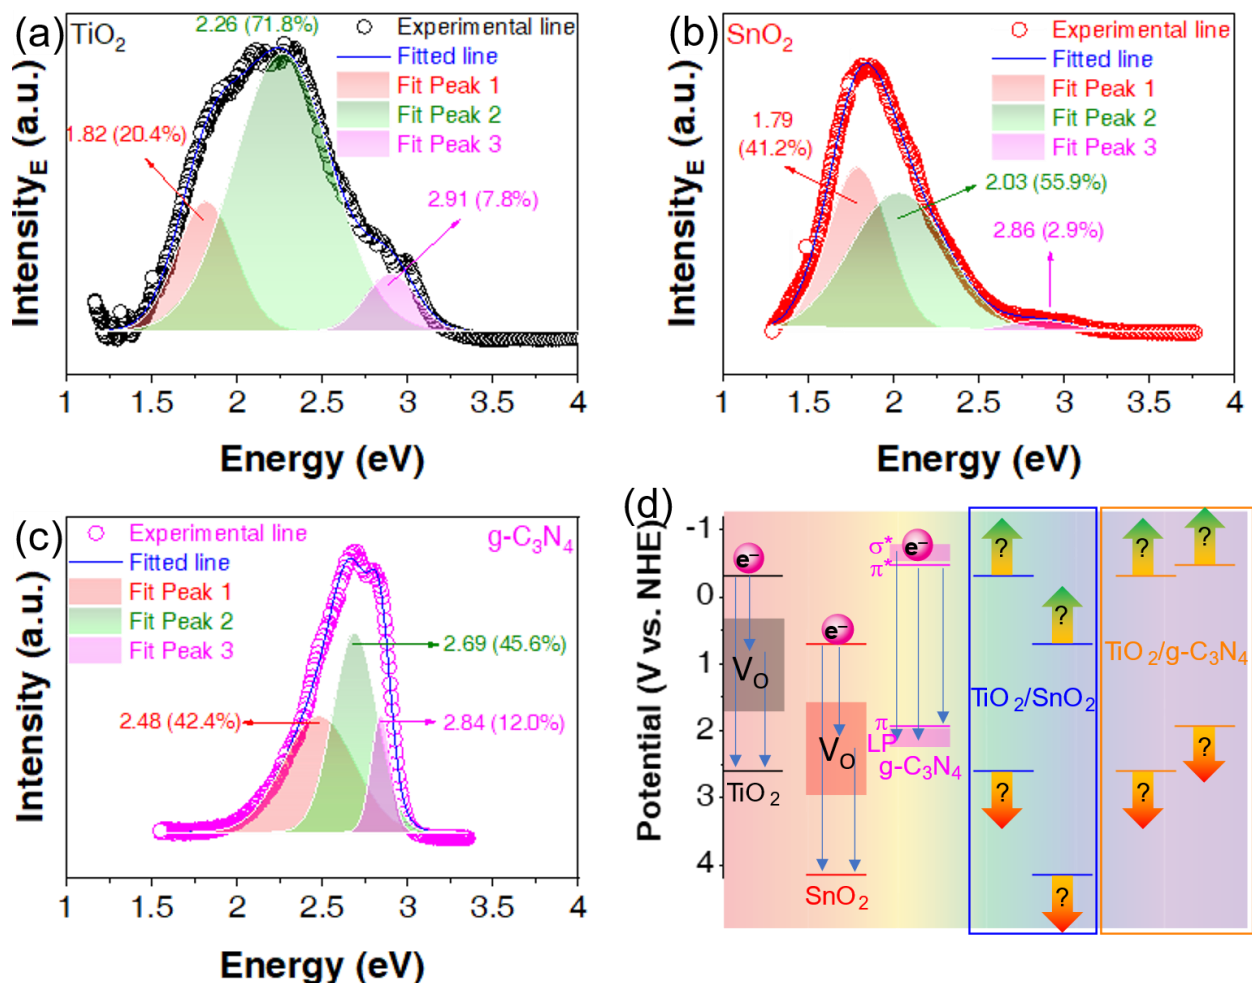 (a)
TiO2
2.26 (71.8%)
Experimental line
Fitted line
Fit Peak 1
Fit Peak 2
Fit Peak 3
1.82 (20.4%)
2.91 (7.8%)
IntensityE (a.u.)
1 1.5 2 2.5 3 3.5 4
Energy (eV)
(b)
SnO2
Experimental line
Fitted line
Fit Peak 1
Fit Peak 2
Fit Peak 3
1.79
(41.2%)
2.03 (55.9%)
2.86 (2.9%)
IntensityE (a.u.)
1 1.5 2 2.5 3 3.5 4
Energy (eV)
(c)
Experimental line
g-C3N4
Fitted line
Fit Peak 1
Fit Peak 2
Fit Peak 3
2.69 (45.6%)
2.48 (42.4%)
2.84 (12.0%)
Intensity (a.u.)
1 1.5 2 2.5 3 3.5 4
Energy (eV)
(d)
Potential (V vs. NHE)
-1
0
1
2
3
4
e−
VO
TiO2
e−
VO
SnO2
σ*
e−
π*
π
LP
g-C3N4
?
?
TiO2/SnO2
?
?
? ?
TiO2/g-C3N4
?
?